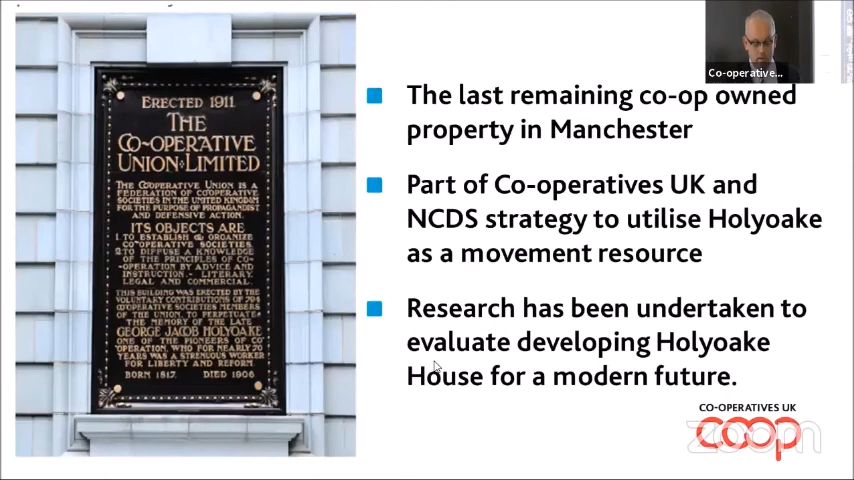 ERECTED 1911.
THE
CO-OPERATIVE
UNION·LIMITED
THE COOPERATIVE UNION IS A
FEDERATION OF COOPERATIVE
SOCIETIES IN THE UNITED KINGDOM
FOR THE PURPOSE OF PROPAGANDIST
AND DEFENSIVE ACTION.
ITS OBJECTS ARE
1 TO ESTABLISH & ORGANIZE
CO-OPERATIVE SOCIETIES.
2 TO DIFFUSE A KNOWLEDGE
OF THE PRINCIPLES OF CO-
-OPERATION BY ADVICE AND
INSTRUCTION.- LITERARY,
LEGAL AND COMMERCIAL.
THIS BUILDING WAS ERECTED BY THE
VOLUNTARY CONTRIBUTIONS OF 794
COOPERATIVE SOCIETIES MEMBERS
OF THE UNION, TO PERPETUATE
THE MEMORY OF THE LATE
GEORGE JACOB HOLYOAKE
ONE OF THE PIONEERS OF CO
OPERATION, WHO FOR NEARLY 70
YEARS WAS A STRENUOUS WORKER
FOR LIBERTY AND REFORM.
BORN 1817. DIED 1906.
Co-operative...
The last remaining co-op owned
property in Manchester
Part of Co-operatives UK and
NCDS strategy to utilise Holyoake
as a movement resource
Research has been undertaken to
evaluate developing Holyoake
House for a modern future.
CO-OPERATIVES UK
coop
zoom